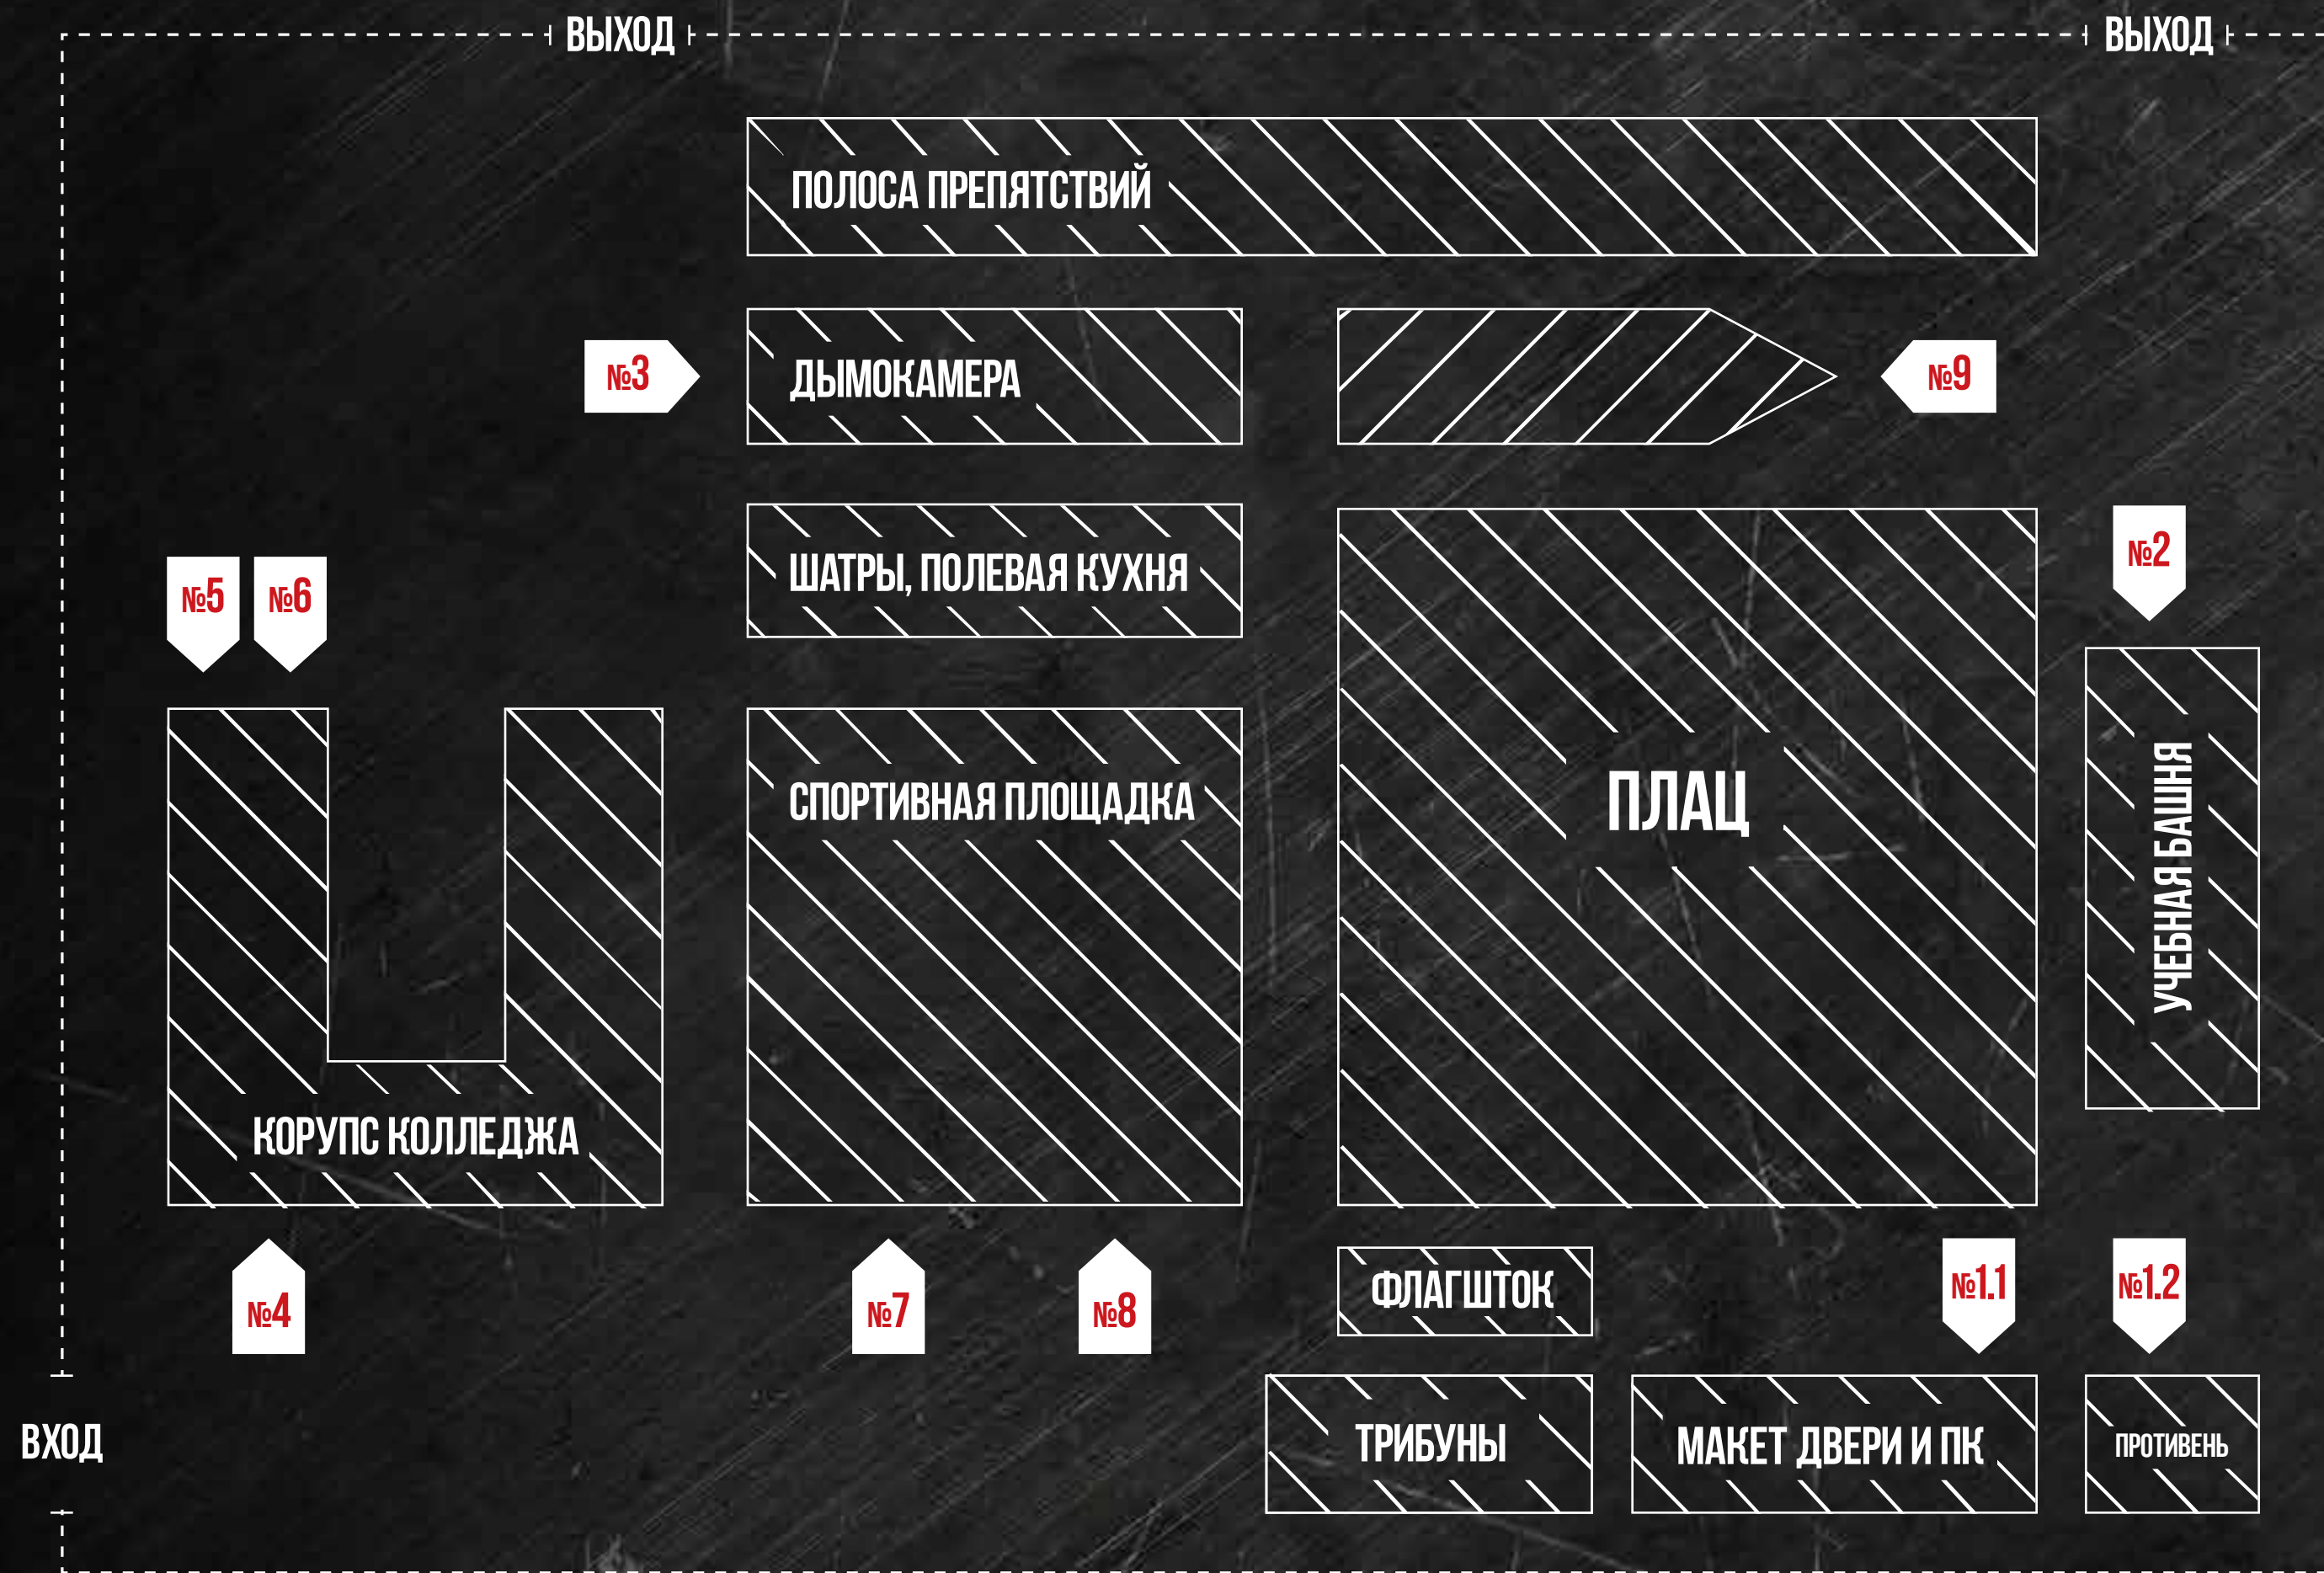 ВЫХОД
ВЫХОД
ПОЛОСА ПРЕПЯТСТВИЙ
№3
ДЫМОКАМЕРА
№9
ШАТРЫ, ПОЛЕВАЯ КУХНЯ
№2
№5
№6
СПОРТИВНАЯ ПЛОЩАДКА
ПЛАЦ
УЧЕБНАЯ БАШНЯ
КОРУПС КОЛЛЕДЖА
№4
№7
№8
ФЛАГШТОК
№1.1
№1.2
ВХОД
ТРИБУНЫ
МАКЕТ ДВЕРИ И ПК
ПРОТИВЕНЬ